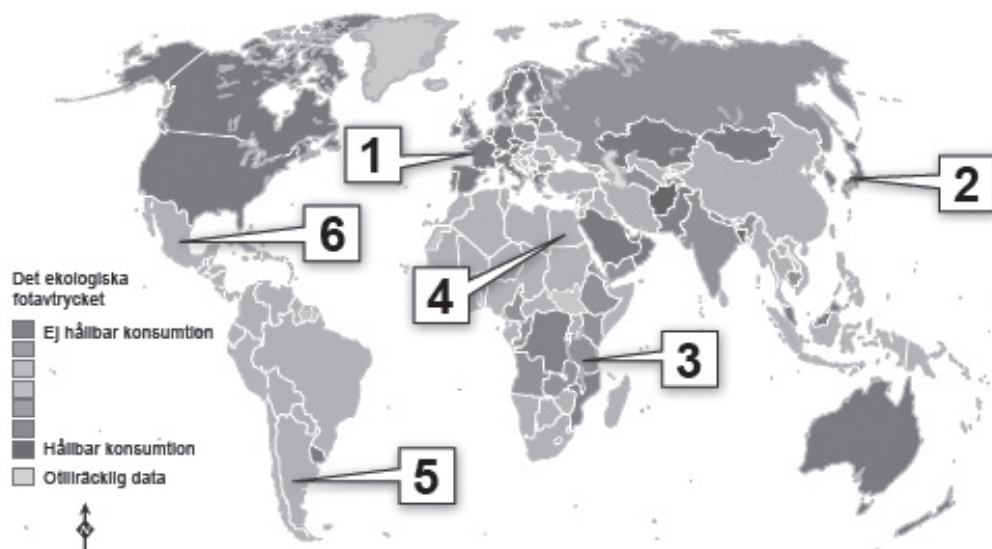 1
2
6
Det ekologiska
fotavtrycket
4
Ej hållbar konsumtion
3
Hållbar konsumtion
5
Otillräcklig data
N